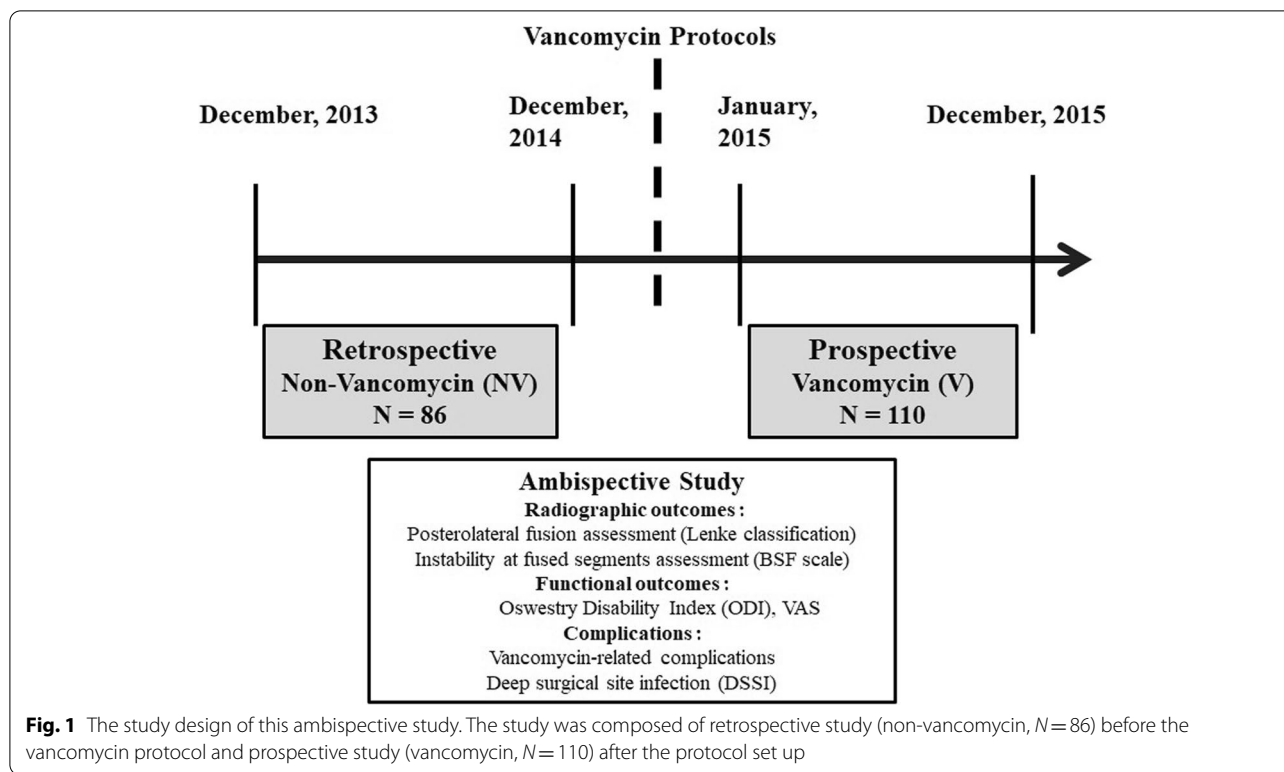 Vancomycin Protocols
December, 2013
December,
2014
January,
2015
December, 2015
Retrospective
Non-Vancomycin (NV)
N = 86
Prospective
Vancomycin (V)
N = 110
Ambispective Study
Radiographic outcomes :
Posterolateral fusion assessment (Lenke classification)
Instability at fused segments assessment (BSF scale)
Functional outcomes :
Oswestry Disability Index (ODI), VAS
Complications :
Vancomycin-related complications
Deep surgical site infection (DSSI)
Fig. 1 The study design of this ambispective study. The study was composed of retrospective study (non-vancomycin, N = 86) before the
vancomycin protocol and prospective study (vancomycin, N = 110) after the protocol set up